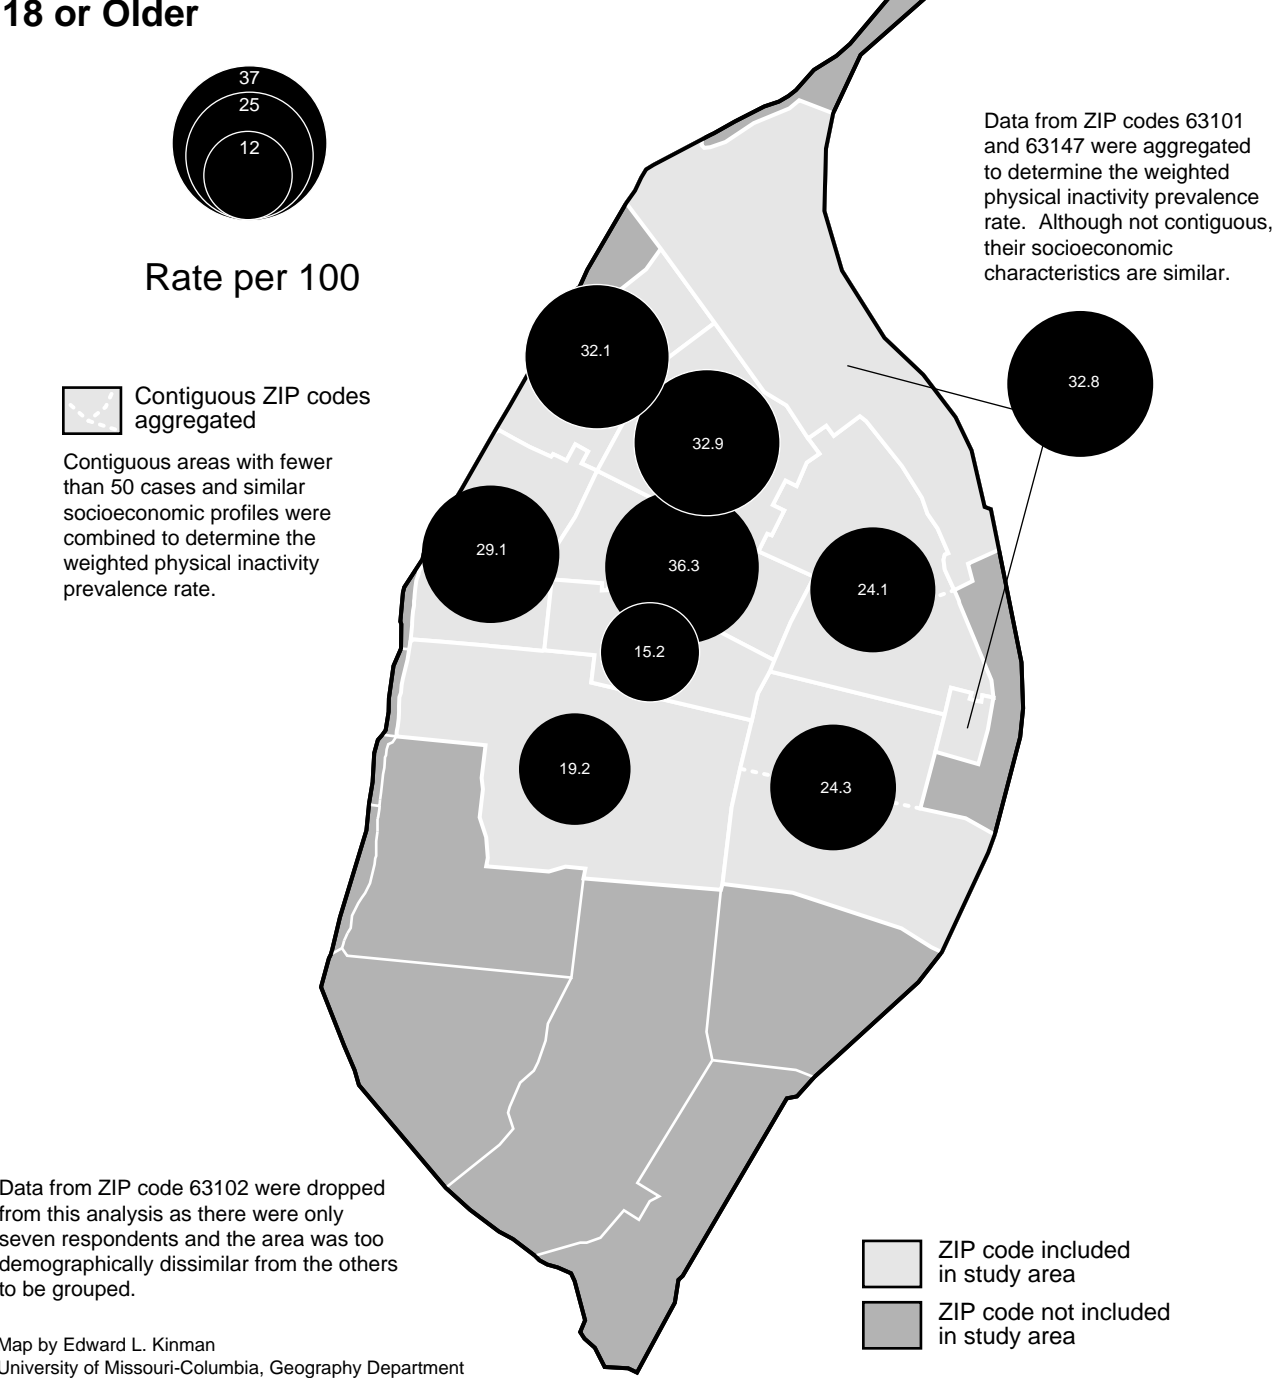 18 or Older
37
25
12
Rate per 100
Contiguous ZIP codes
aggregated
Contiguous areas with fewer
than 50 cases and similar
socioeconomic profiles were
combined to determine the
weighted physical inactivity
prevalence rate.
Data from ZIP codes 63101
and 63147 were aggregated
to determine the weighted
physical inactivity prevalence
rate.  Although not contiguous,
their socioeconomic
characteristics are similar.
32.1
32.8
32.9
29.1
36.3
24.1
15.2
19.2
24.3
Data from ZIP code 63102 were dropped
from this analysis as there were only
seven respondents and the area was too
demographically dissimilar from the others
to be grouped.
Map by Edward L. Kinman
University of Missouri-Columbia, Geography Department
ZIP code included
in study area
ZIP code not included
in study area